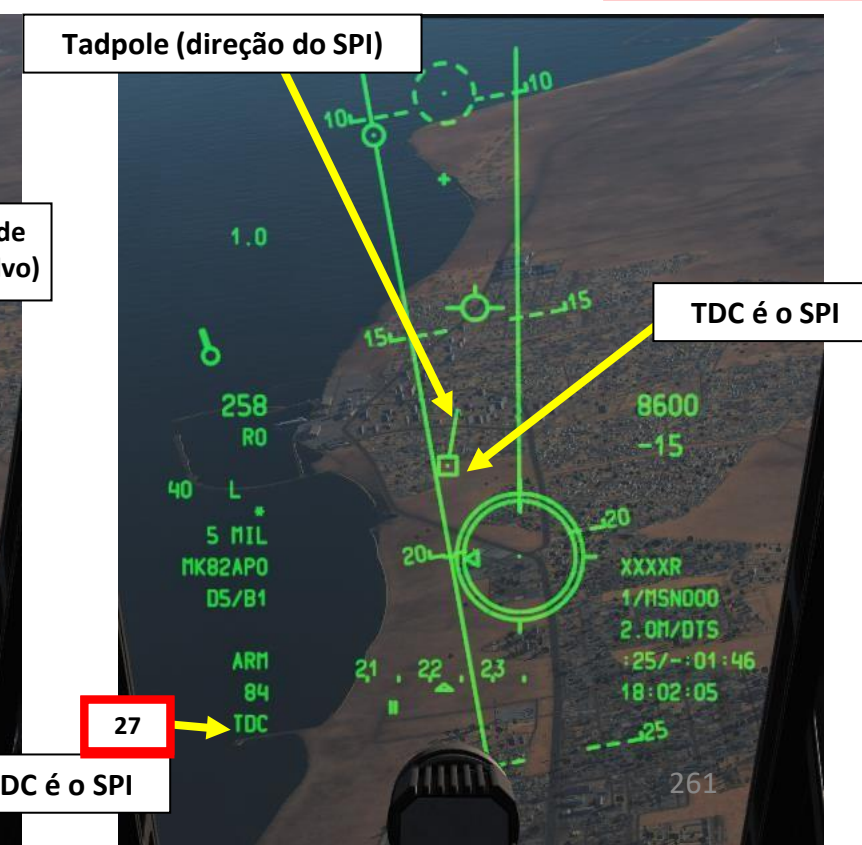 Tadpole (direção do SPI)
10
10
de
vo)
1.0
TDC é o SPI
15
15
258
8600
RO
-15
40 L
*
5 MIL
20
MK82APO
20
XXXXR
D5/B1
1/MSN000
2.0M/DTS
ARM
21 . 22 . 23 .
:25/-:01:46
84
18:02:05
27
TDC
25
DC é o SPI
261